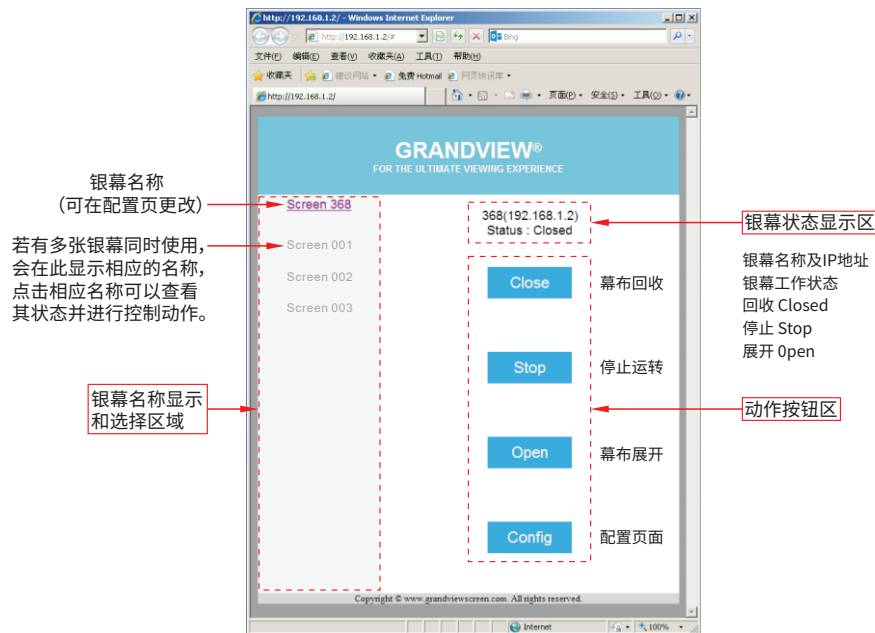 http://192.168.1.2/ - Windows Internet Explorer
http://192.168.1.2/#
Bing
文件(F) 编辑(E) 查看(V) 收藏夹(A) 工具(T) 帮助(H)
收藏夹 建议网站 免费 Hotmail 网页快讯库
http://192.168.1.2/
页面(P) 安全(S) 工具(O)
GRANDVIEW®
FOR THE ULTIMATE VIEWING EXPERIENCE
银幕名称
(可在配置页更改)
Screen 368
若有多张银幕同时使用,
会在此显示相应的名称,
点击相应名称可以查看
其状态并进行控制动作。
Screen 001
Screen 002
Screen 003
银幕名称显示
和选择区域
368(192.168.1.2)
Status : Closed
银幕状态显示区
银幕名称及IP地址
银幕工作状态
回收 Closed
停止 Stop
展开 0pen
Close 幕布回收
Stop 停止运转
动作按钮区
Open 幕布展开
Config 配置页面
Copyright © www.grandviewscreen.com. All rights reserved.
Internet
100%